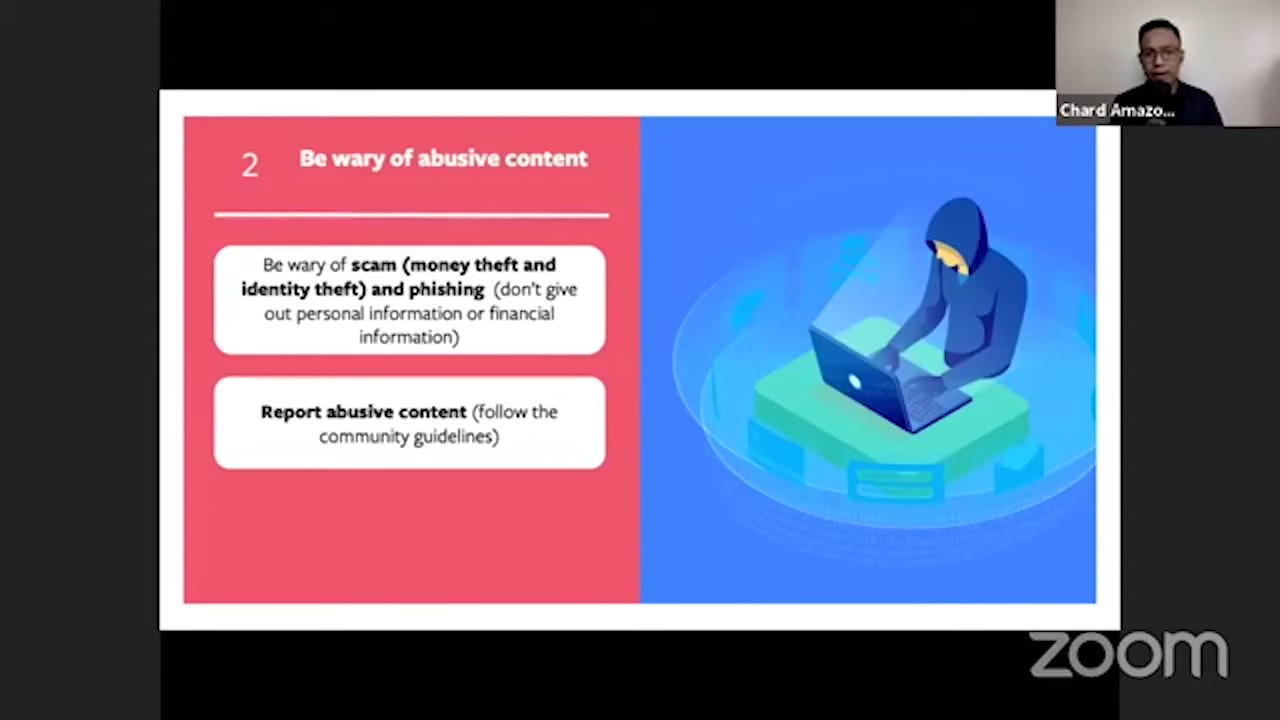 Chard Amazo...
2 Be wary of abusive content
Be wary of scam (money theft and
identity theft) and phishing (don't give
out personal information or financial
information)
Report abusive content (follow the
community guidelines)
zoom